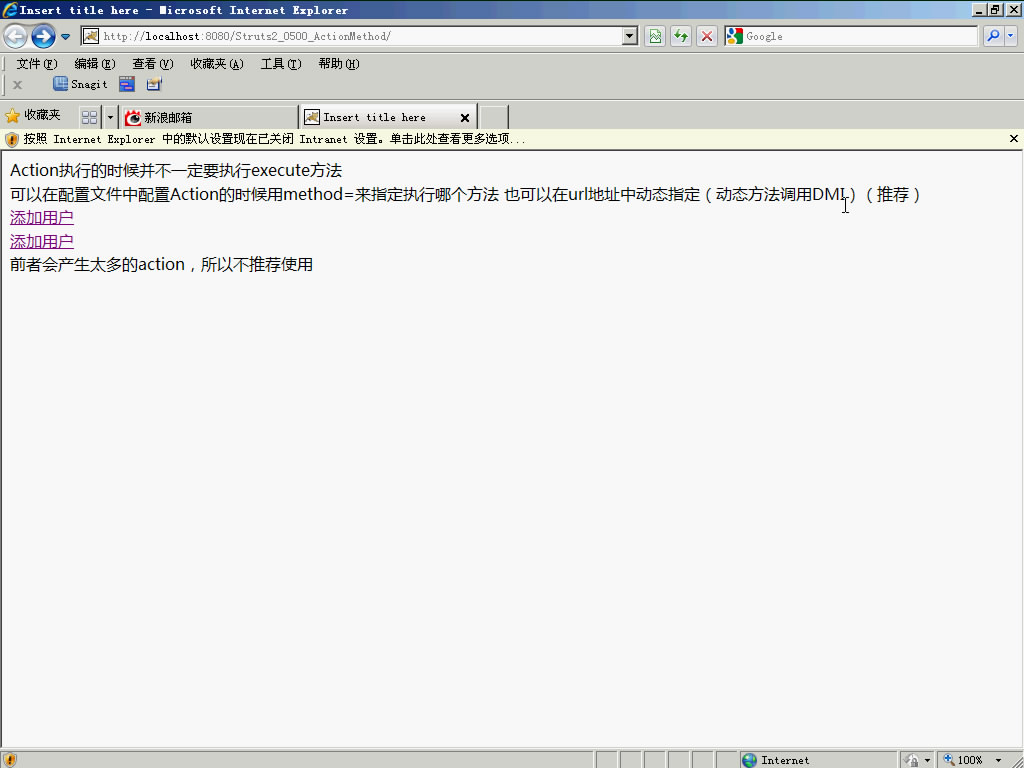 Insert title here - Microsoft Internet Explorer
http://localhost:8080/Struts2_0500_ActionMethod/
Google
文件(F) 编辑(E) 查看(V) 收藏夹(A) 工具(T) 帮助(H)
x Snagit
收藏夹 新浪邮箱 Insert title here
按照 Internet Explorer 中的默认设置现在已关闭 Intranet 设置。单击此处查看更多选项...
Action执行的时候并不一定要执行execute方法
可以在配置文件中配置Action的时候用method=来指定执行哪个方法 也可以在url地址中动态指定（动态方法调用DMI）（推荐）
添加用户
添加用户
前者会产生太多的action，所以不推荐使用
Internet 100%